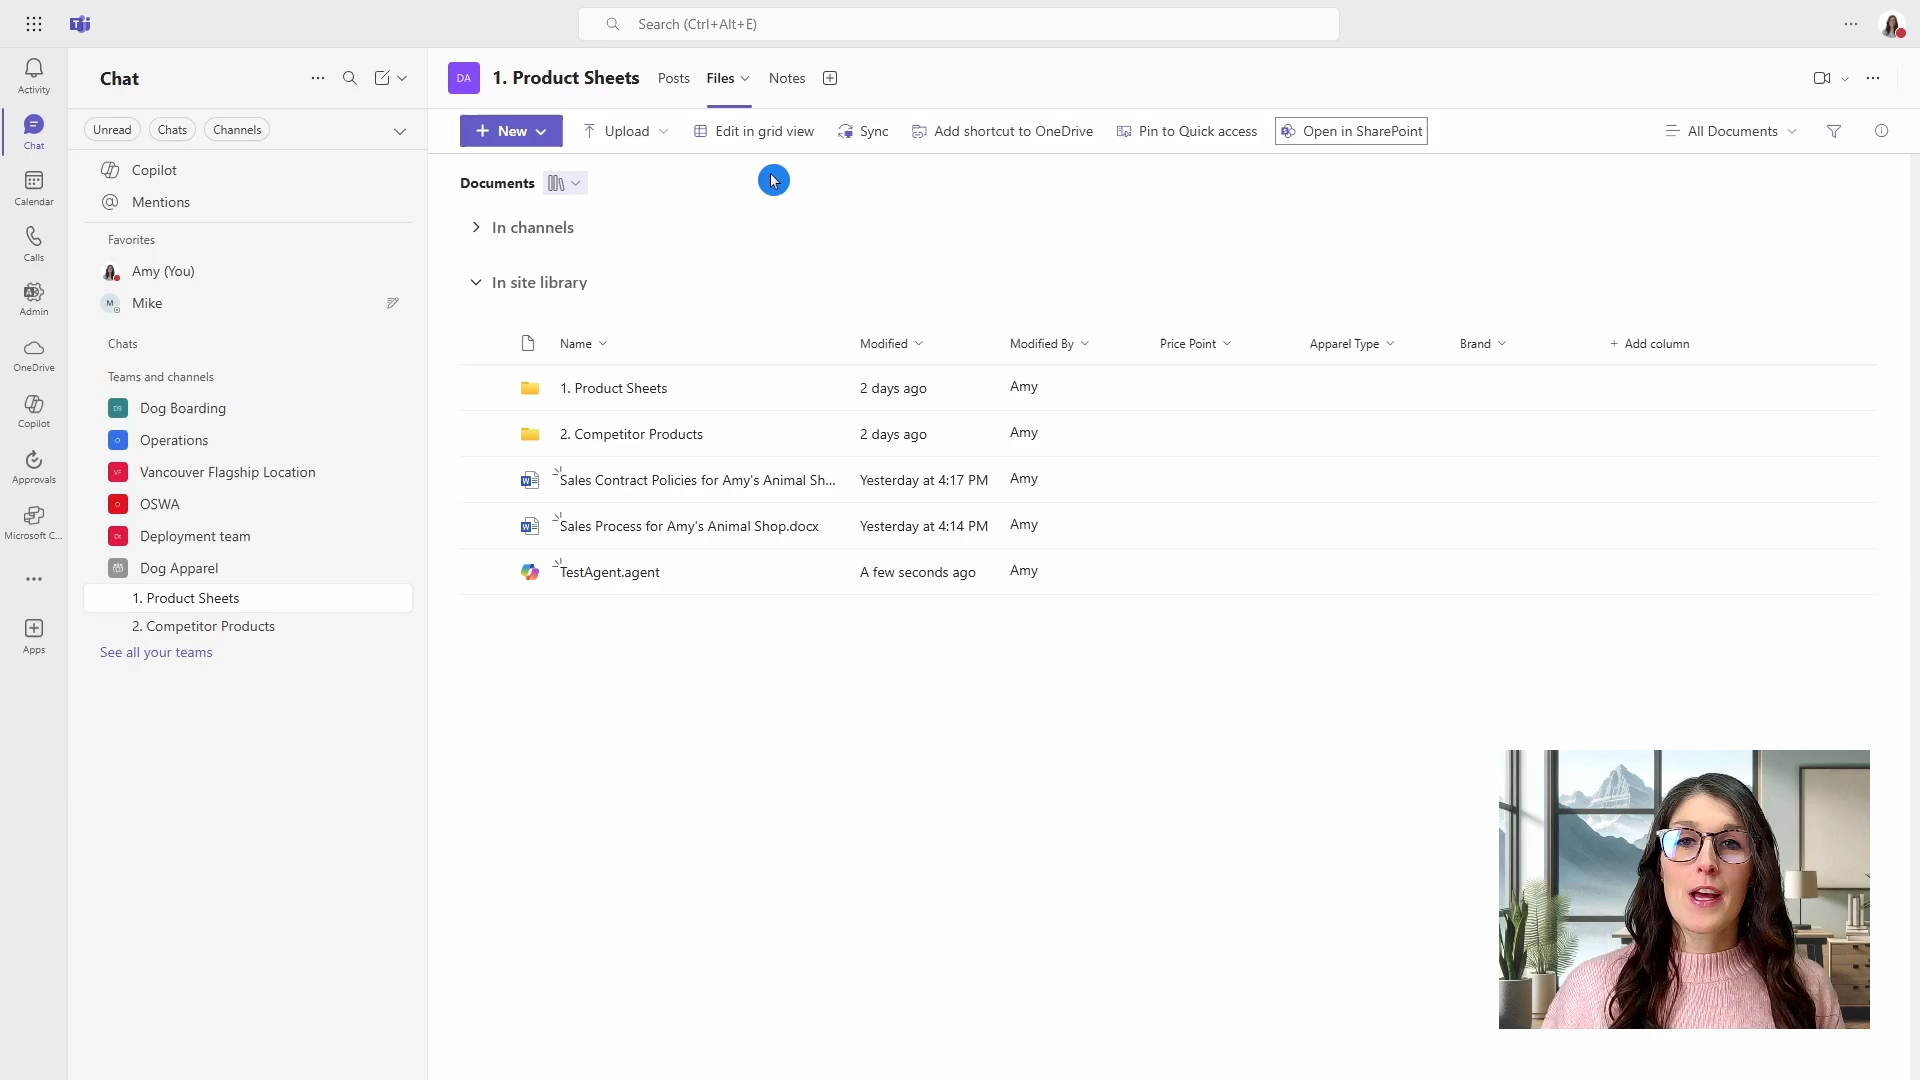 Search (Ctrl+Alt+E)
Activity
Chat
Calendar
Calls
Admin
OneDrive
Copilot
Approvals
Microsoft C...
Apps
Chat
Unread
Chats
Channels
Copilot
Mentions
Favorites
Amy (You)
M
Mike
Chats
Teams and channels
DB
Dog Boarding
O
Operations
VF
Vancouver Flagship Location
O
OSWA
Dt
Deployment team
Dog Apparel
1. Product Sheets
2. Competitor Products
See all your teams
DA
1. Product Sheets
Posts
Files
Notes
New
Upload
Edit in grid view
Sync
Add shortcut to OneDrive
Pin to Quick access
Open in SharePoint
All Documents
Documents
In channels
In site library
Name
Modified
Modified By
Price Point
Apparel Type
Brand
+ Add column
1. Product Sheets
2 days ago
Amy
2. Competitor Products
2 days ago
Amy
Sales Contract Policies for Amy's Animal Sh...
Yesterday at 4:17 PM
Amy
Sales Process for Amy's Animal Shop.docx
Yesterday at 4:14 PM
Amy
TestAgent.agent
A few seconds ago
Amy